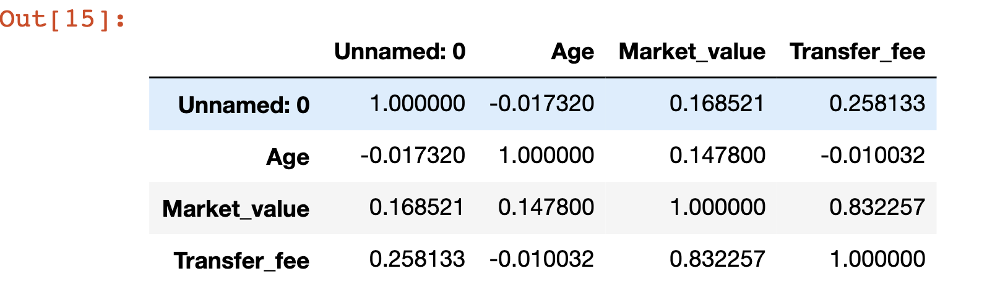 Out[15]:
Unnamed: 0 Age Market_value Transfer_fee
Unnamed: 0 1.000000 -0.017320 0.168521 0.258133
Age -0.017320 1.000000 0.147800 -0.010032
Market_value 0.168521 0.147800 1.000000 0.832257
Transfer_fee 0.258133 -0.010032 0.832257 1.000000